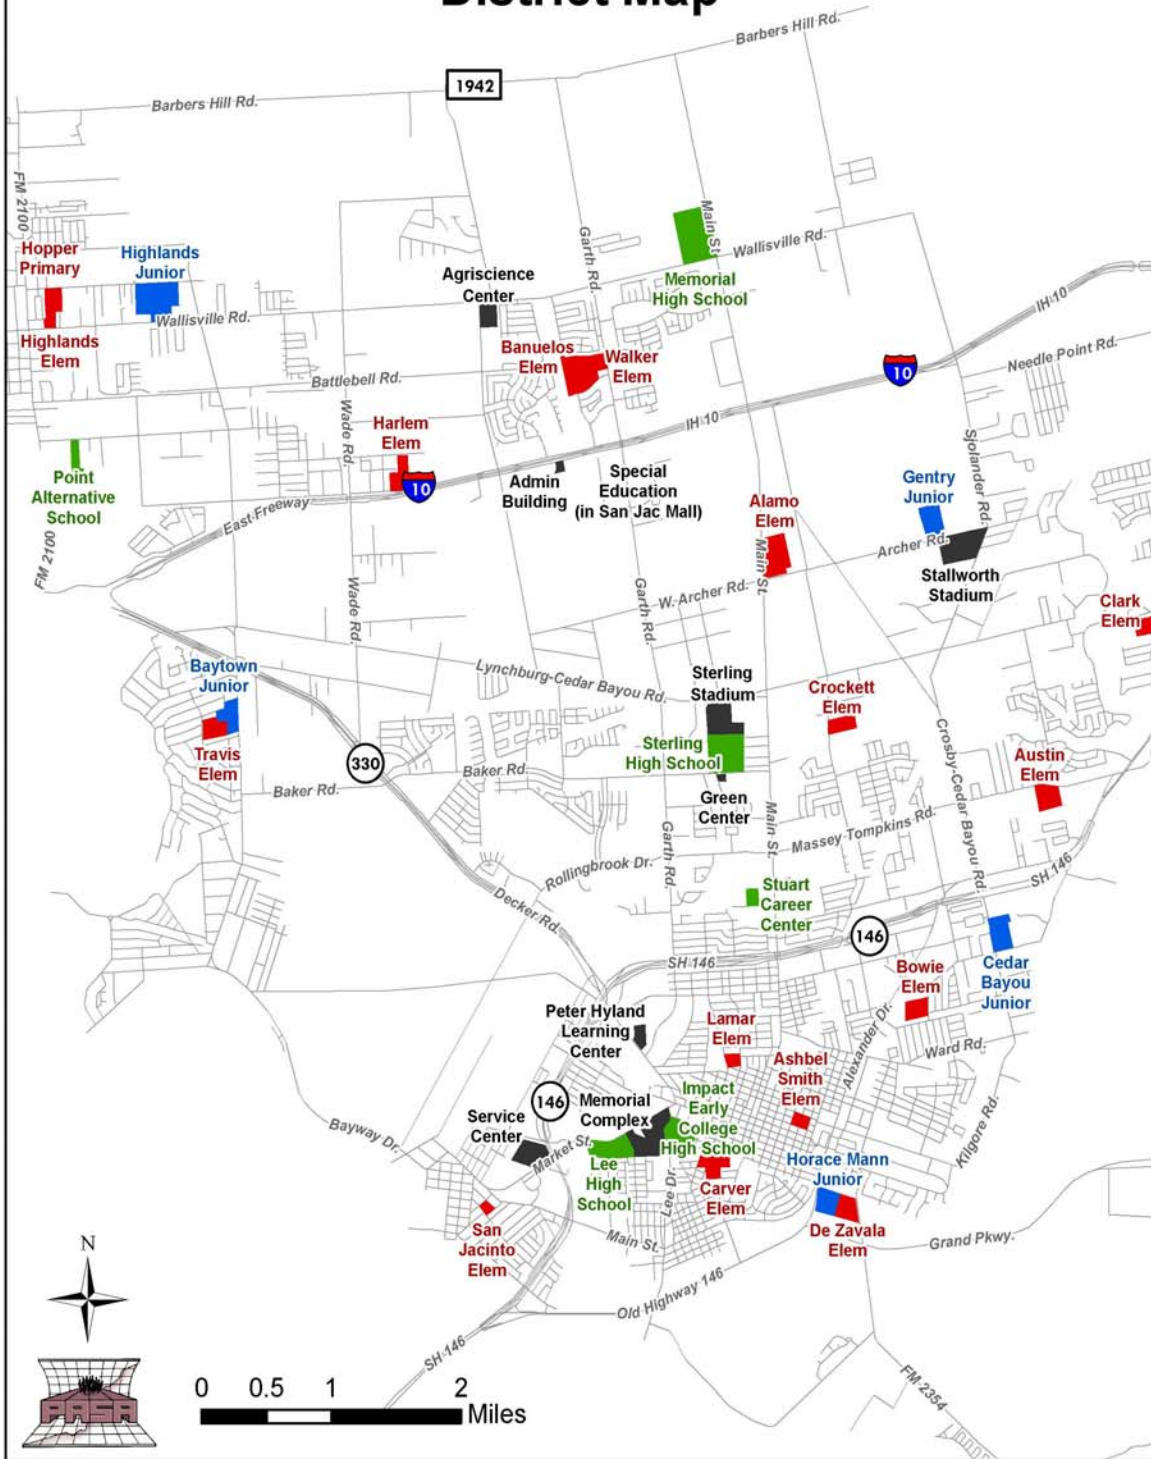 District Map
Barbers Hill Rd.
1942
Barbers Hill Rd.
FM 2100
Main St.
Garth Rd.
Wallisville Rd.
Hopper
Primary
Highlands
Junior
Agriscience
Center
Memorial
High School
IH 10
Wallisville Rd.
Highlands
Elem
Banuelos
Elem
Walker
Elem
Needle Point Rd.
10
Battlebell Rd.
Wade Rd.
Harlem
Elem
IH 10
Sjolander Rd.
Point
Alternative
School
10
Admin
Building
Special
Education
(in San Jac Mall)
Gentry
Junior
Alamo
Elem
East Freeway
FM 2100
Main St.
Archer Rd.
Stallworth
Stadium
Wade Rd.
Garth Rd.
W. Archer Rd.
Clark
Elem
Baytown
Junior
Lynchburg-Cedar Bayou Rd.
Sterling
Stadium
Crockett
Elem
Crosby-Cedar Bayou Rd.
Travis
Elem
330
Sterling
High School
Austin
Elem
Baker Rd.
Baker Rd.
Green
Center
Main St.
Massey Tompkins Rd.
Garth Rd.
Rollingbrook Dr.
SH 146
Decker Rd.
Stuart
Career
Center
146
SH 146
Bowie
Elem
Cedar
Bayou
Junior
Peter Hyland
Learning
Center
Lamar
Elem
Alexander Dr.
Ward Rd.
Ashbel
Smith
Elem
146
Memorial
Complex
Impact
Early
College
High School
Service
Center
Bayway Dr.
Market St.
Kilgore Rd.
Lee
High
School
Lee Dr.
Carver
Elem
Horace Mann
Junior
De Zavala
Elem
San
Jacinto
Elem
Main St.
Grand Pkwy.
N
Old Highway 146
SH 146
FM 2354
0 0.5 1 2
Miles
AASA